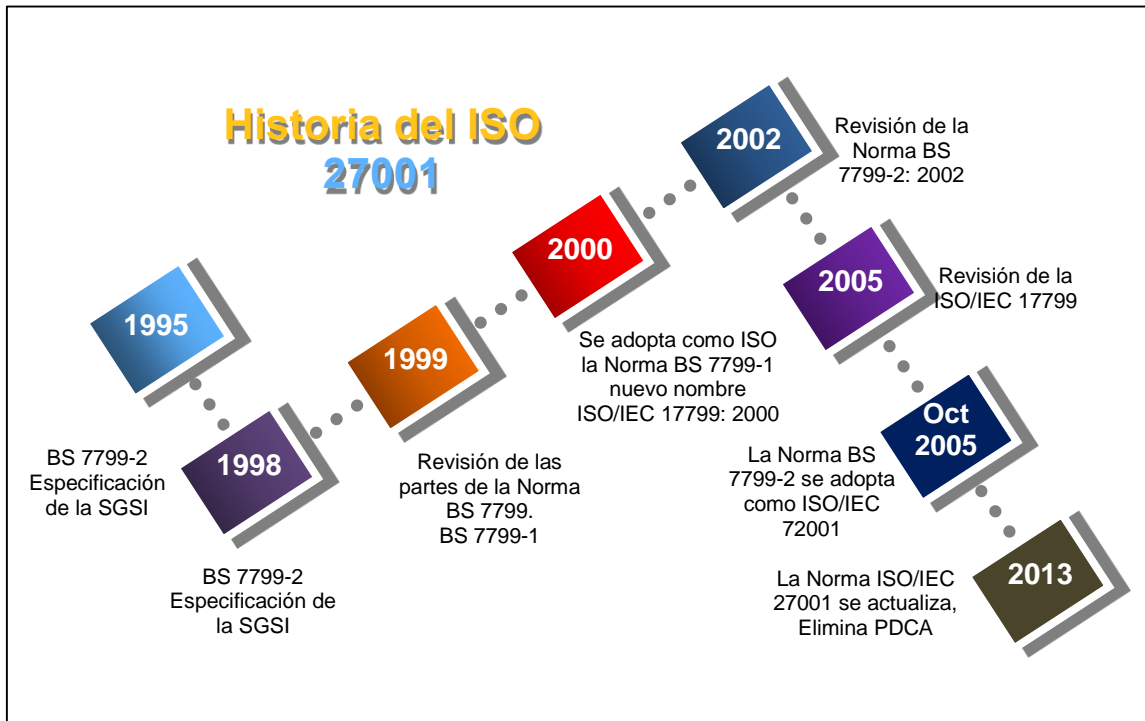 Historia del ISO
27001
1995
BS 7799-2
Especificación
de la SGSI
1998
BS 7799-2
Especificación de
la SGSI
1999
Revisión de las
partes de la Norma
BS 7799.
BS 7799-1
2000
Se adopta como ISO
la Norma BS 7799-1
nuevo nombre
ISO/IEC 17799: 2000
2002
Revisión de la
Norma BS
7799-2: 2002
2005
Revisión de la
ISO/IEC 17799
Oct
2005
La Norma BS
7799-2 se adopta
como ISO/IEC
72001
2013
La Norma ISO/IEC
27001 se actualiza,
Elimina PDCA